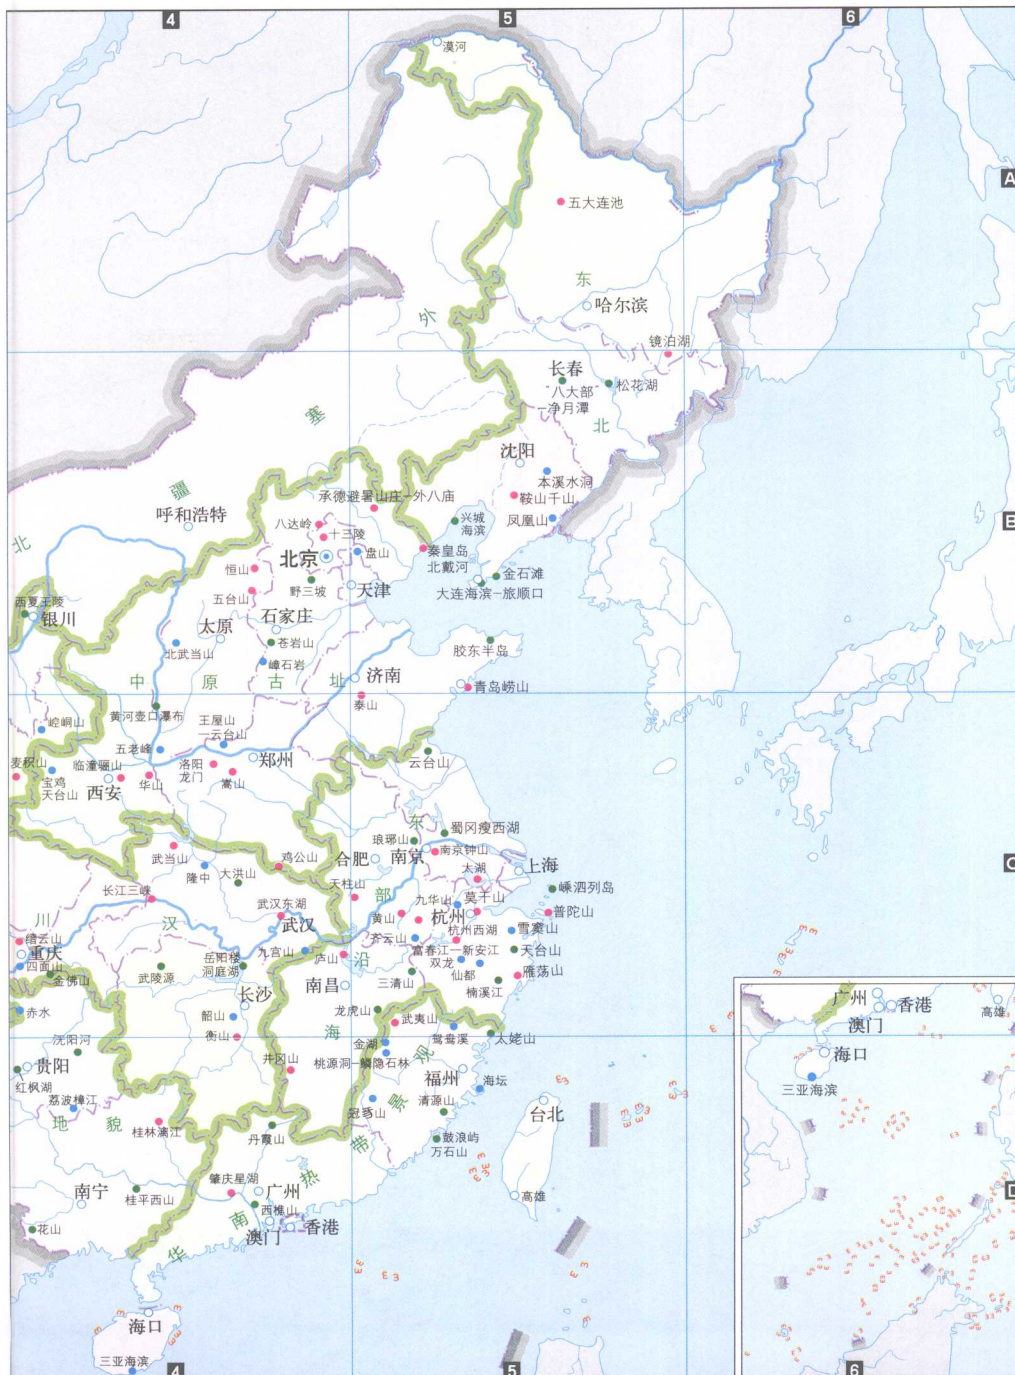 4
5
6
漠河
A
五大连池
东
哈尔滨
外
镜泊湖
长春
“八大部”
–净月潭
松花湖
塞
北
沈阳
本溪水洞
鞍山千山
承德避暑山庄–外八庙
疆
呼和浩特
八达岭
十三陵
兴城
海滨
凤凰山
B
北
北京
盘山
秦皇岛
北戴河
恒山
野三坡
天津
金石滩
大连海滨–旅顺口
五台山
西夏王陵
银川
太原
石家庄
苍岩山
北武当山
嶂石岩
胶东半岛
中原古址
济南
青岛崂山
泰山
黄河壶口瀑布
崆峒山
王屋山
–云台山
五老峰
郑州
云台山
麦积山
临潼骊山
洛阳
龙门
宝鸡
天台山
西安
华山
嵩山
东
蜀冈瘦西湖
琅琊山
武当山
鸡公山
合肥
南京
南京钟山
上海
C
隆中
大洪山
太湖
天柱山
部
嵊泗列岛
长江三峡
九华山
莫干山
武汉东湖
黄山
杭州
普陀山
川
汉
武汉
杭州西湖
雪窦山
缙云山
齐云山
重庆
九宫山
庐山
沿
富春江–新安江
天台山
四面山
岳阳楼
洞庭湖
双龙
仙都
雁荡山
金佛山
武陵源
三清山
楠溪江
南昌
长沙
广州
香港
高雄
澳门
赤水
韶山
龙虎山
武夷山
衡山
海
鸳鸯溪
太姥山
沈阳河
金湖
观
海口
井冈山
桃源洞–鳞隐石林
贵阳
福州
海坛
三亚海滨
红枫湖
荔波樟江
景
清源山
台北
冠豸山
地貌
桂林漓江
丹霞山
带
鼓浪屿
万石山
肇庆星湖
热
D
南宁
桂平西山
广州
高雄
西樵山
花山
南
澳门
香港
华
海口
三亚海滨
4
5
6